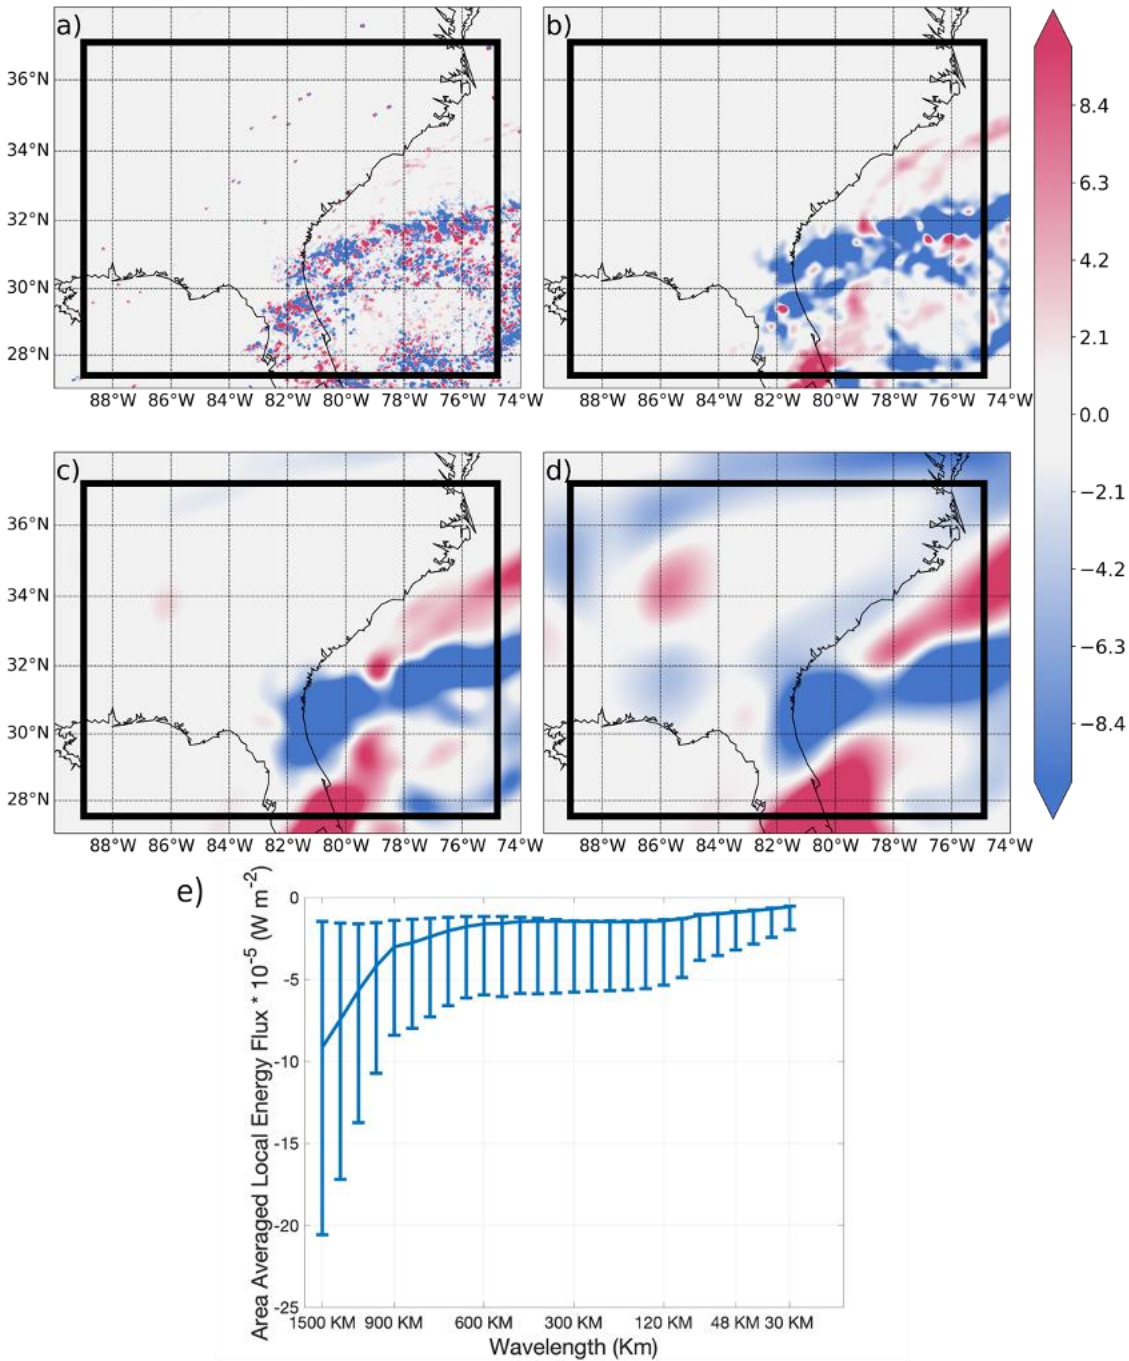 a) b)
36°N
34°N
32°N
30°N
28°N
88°W 86°W 84°W 82°W 80°W 78°W 76°W 74°W
88°W 86°W 84°W 82°W 80°W 78°W 76°W 74°W
8.4
6.3
4.2
2.1
0.0
−2.1
−4.2
−6.3
−8.4
c) d)
36°N
34°N
32°N
30°N
28°N
88°W 86°W 84°W 82°W 80°W 78°W 76°W 74°W
88°W 86°W 84°W 82°W 80°W 78°W 76°W 74°W
e)
Area Averaged Local Energy Flux * 10⁻⁵ (W m⁻²)
0
-5
-10
-15
-20
-25
1500 KM 900 KM 600 KM 300 KM 120 KM 48 KM 30 KM
Wavelength (Km)